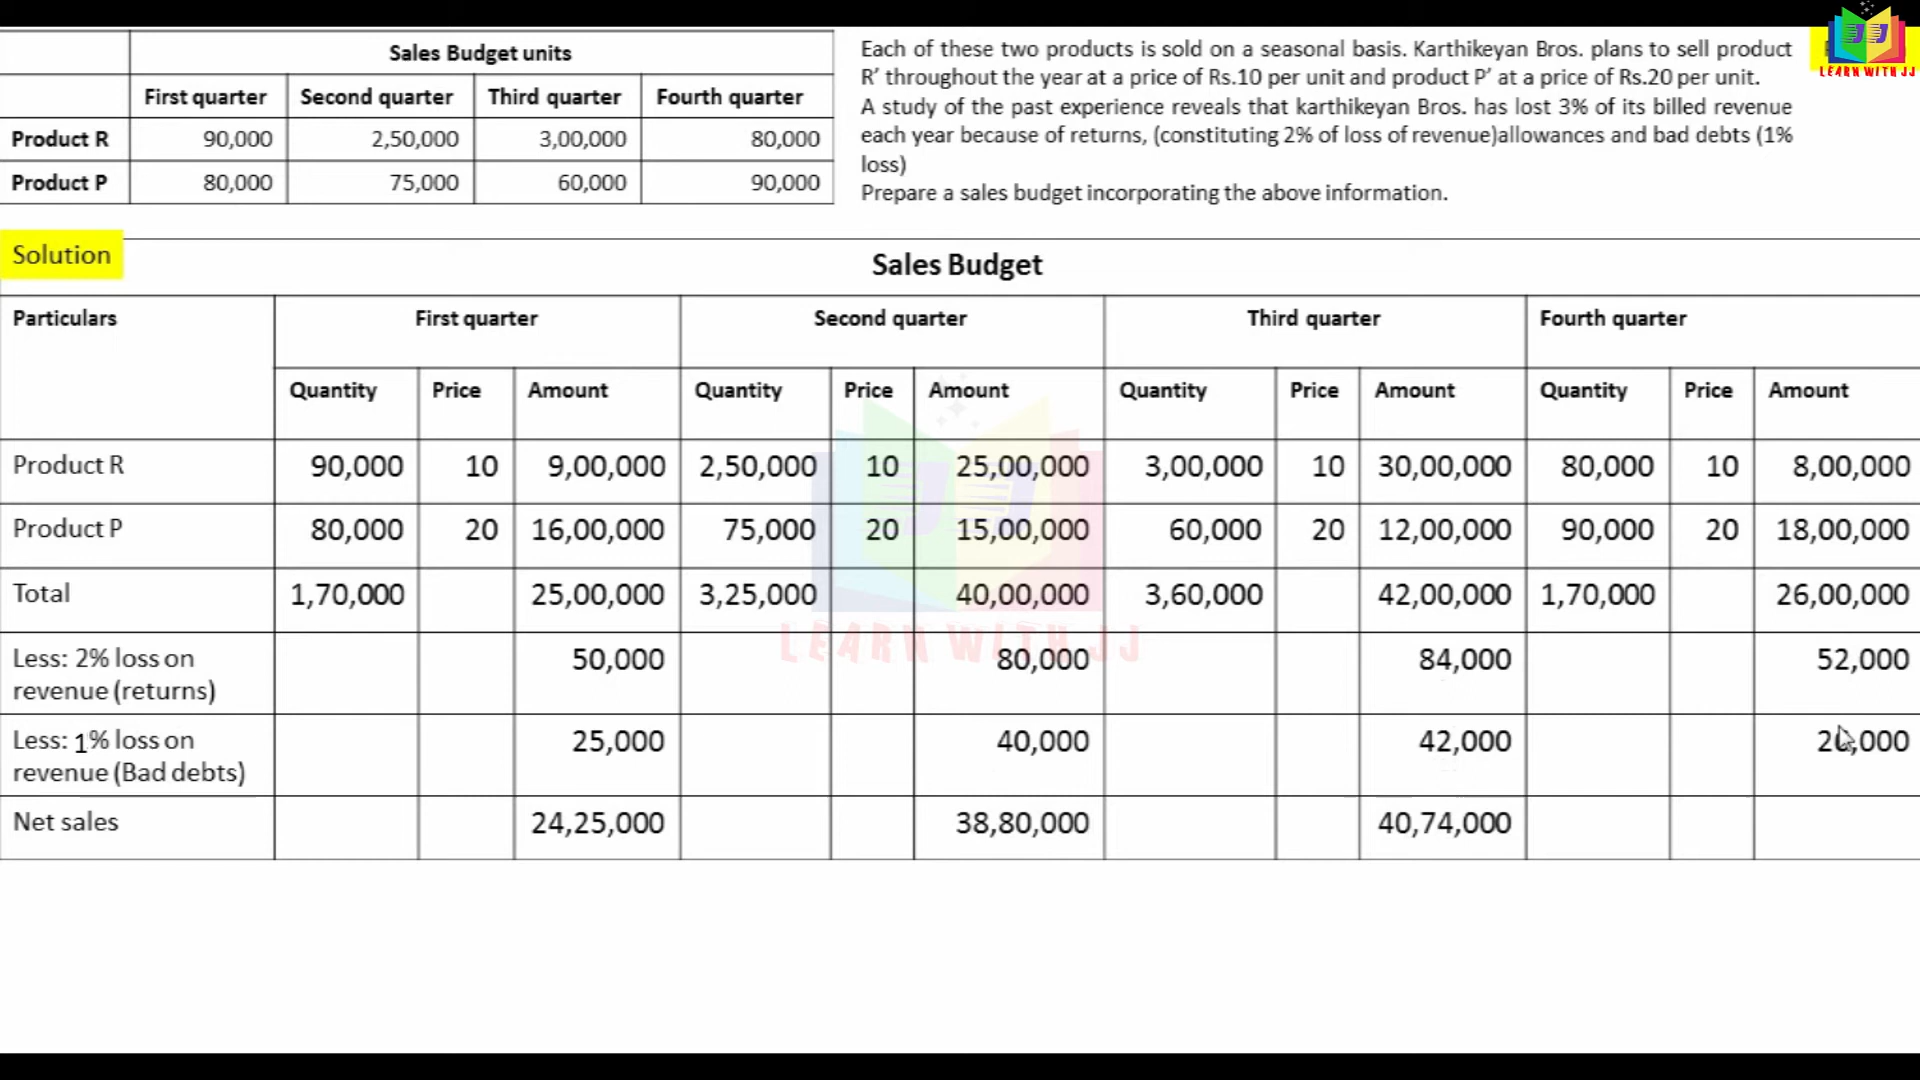 LEARN WITH JJ
Sales Budget units
First quarter Second quarter Third quarter Fourth quarter
Product R 90,000 2,50,000 3,00,000 80,000
Product P 80,000 75,000 60,000 90,000
Each of these two products is sold on a seasonal basis. Karthikeyan Bros. plans to sell product
R’ throughout the year at a price of Rs.10 per unit and product P’ at a price of Rs.20 per unit.
A study of the past experience reveals that karthikeyan Bros. has lost 3% of its billed revenue
each year because of returns, (constituting 2% of loss of revenue)allowances and bad debts (1%
loss)
Prepare a sales budget incorporating the above information.
Solution
Sales Budget
Particulars First quarter Second quarter Third quarter Fourth quarter
Quantity Price Amount Quantity Price Amount Quantity Price Amount Quantity Price Amount
Product R 90,000 10 9,00,000 2,50,000 10 25,00,000 3,00,000 10 30,00,000 80,000 10 8,00,000
Product P 80,000 20 16,00,000 75,000 20 15,00,000 60,000 20 12,00,000 90,000 20 18,00,000
Total 1,70,000 25,00,000 3,25,000 40,00,000 3,60,000 42,00,000 1,70,000 26,00,000
Less: 2% loss on
revenue (returns) 50,000 80,000 84,000 52,000
Less: 1% loss on
revenue (Bad debts) 25,000 40,000 42,000
Net sales 24,25,000 38,80,000 40,74,000
LEARN WITH JJ